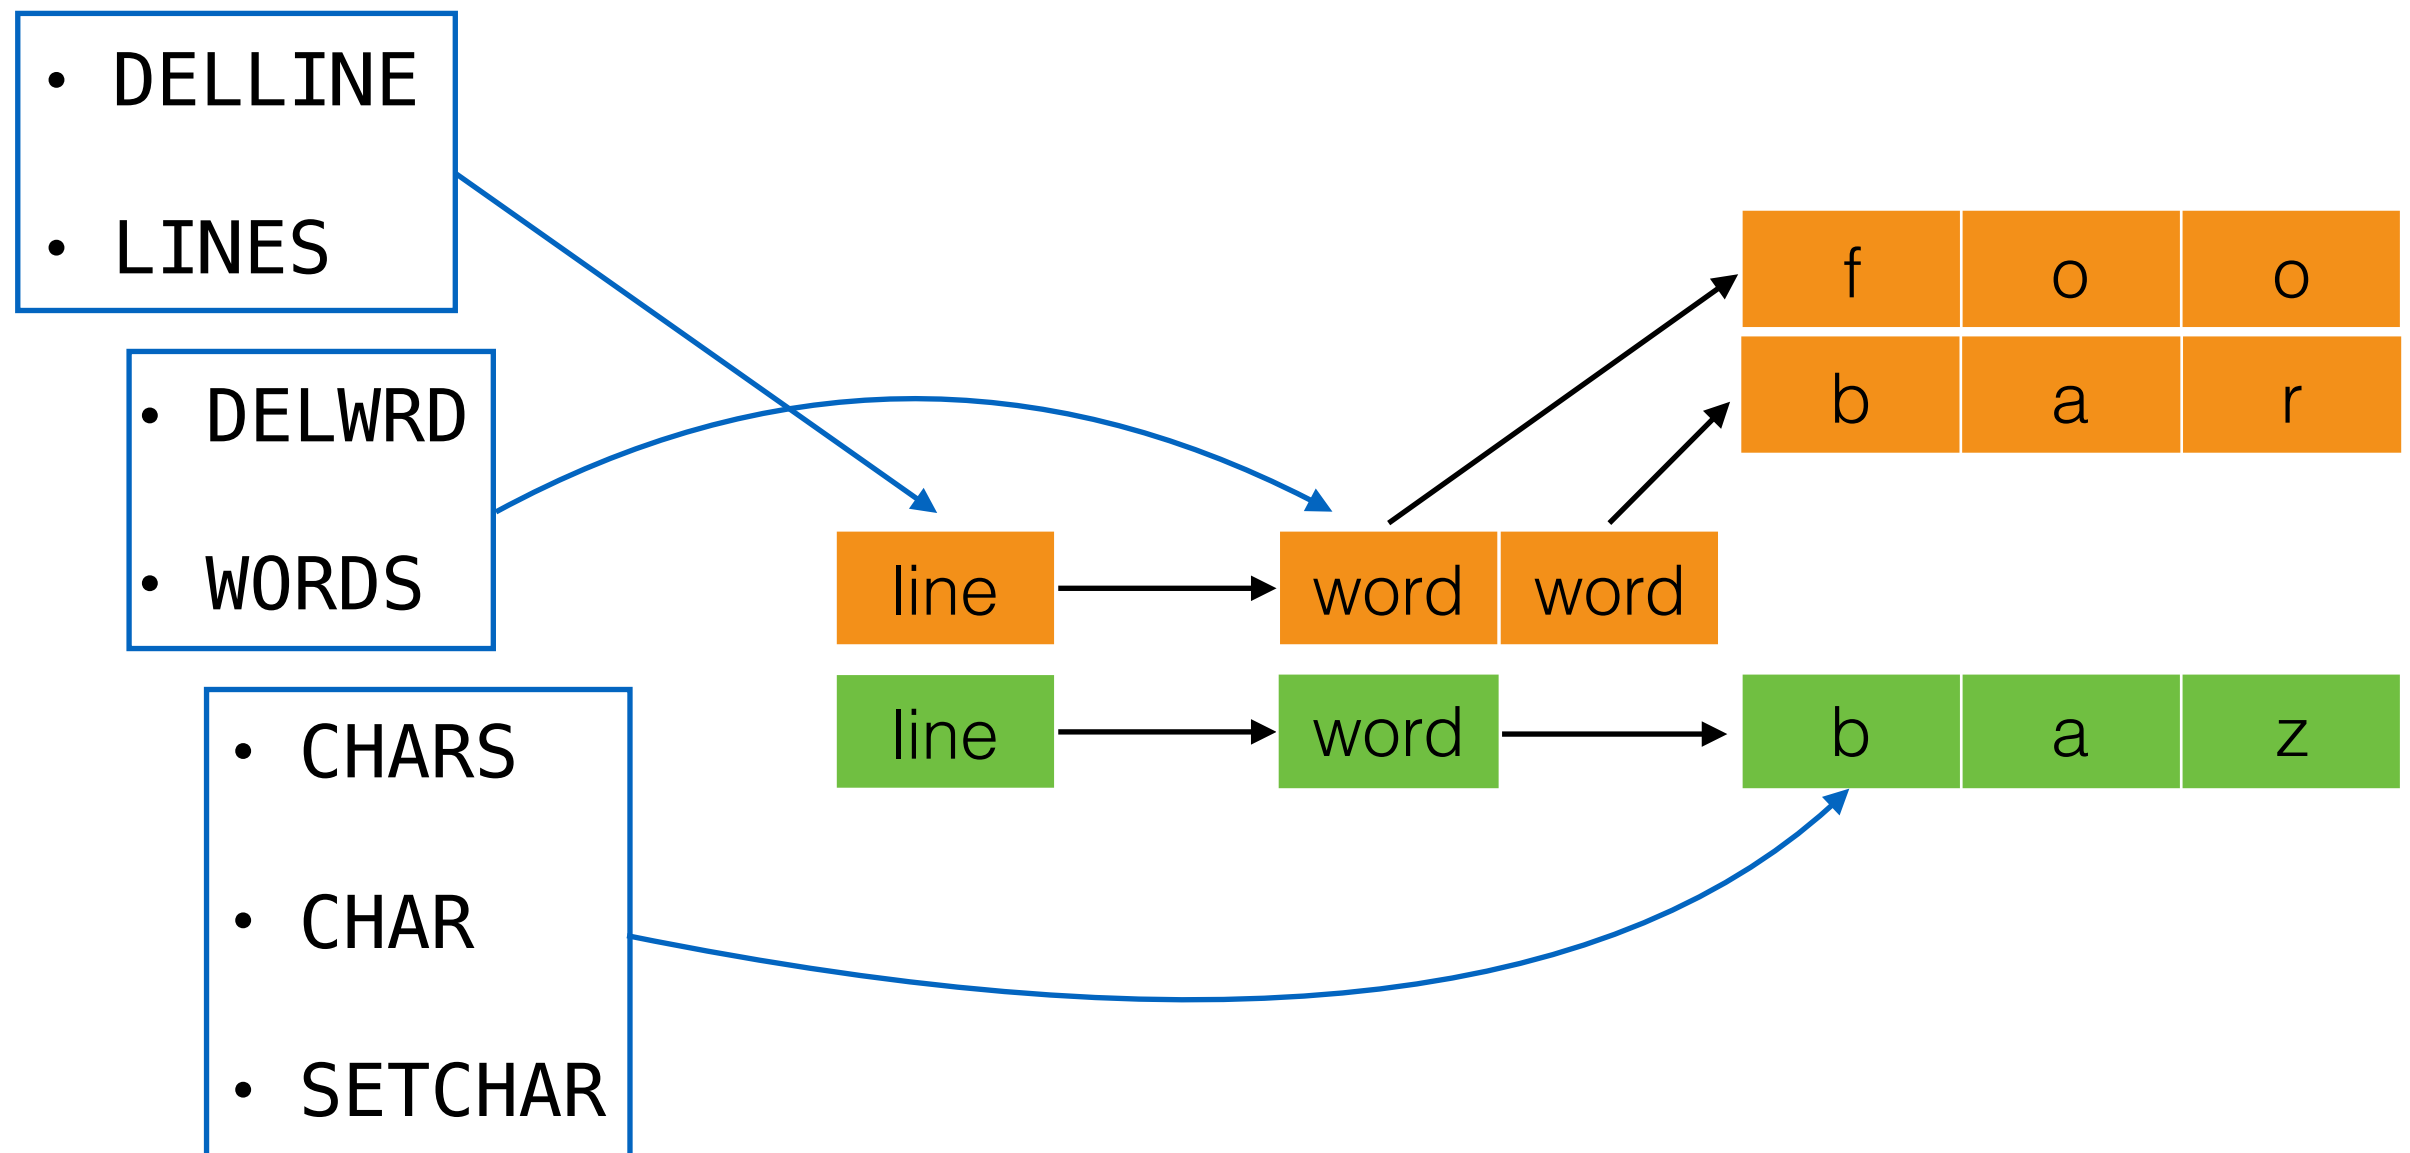 • DELLINE
• LINES
• DELWRD
• WORDS
• CHARS
• CHAR
• SETCHAR
f o o
b a r
line word word
line word b a z